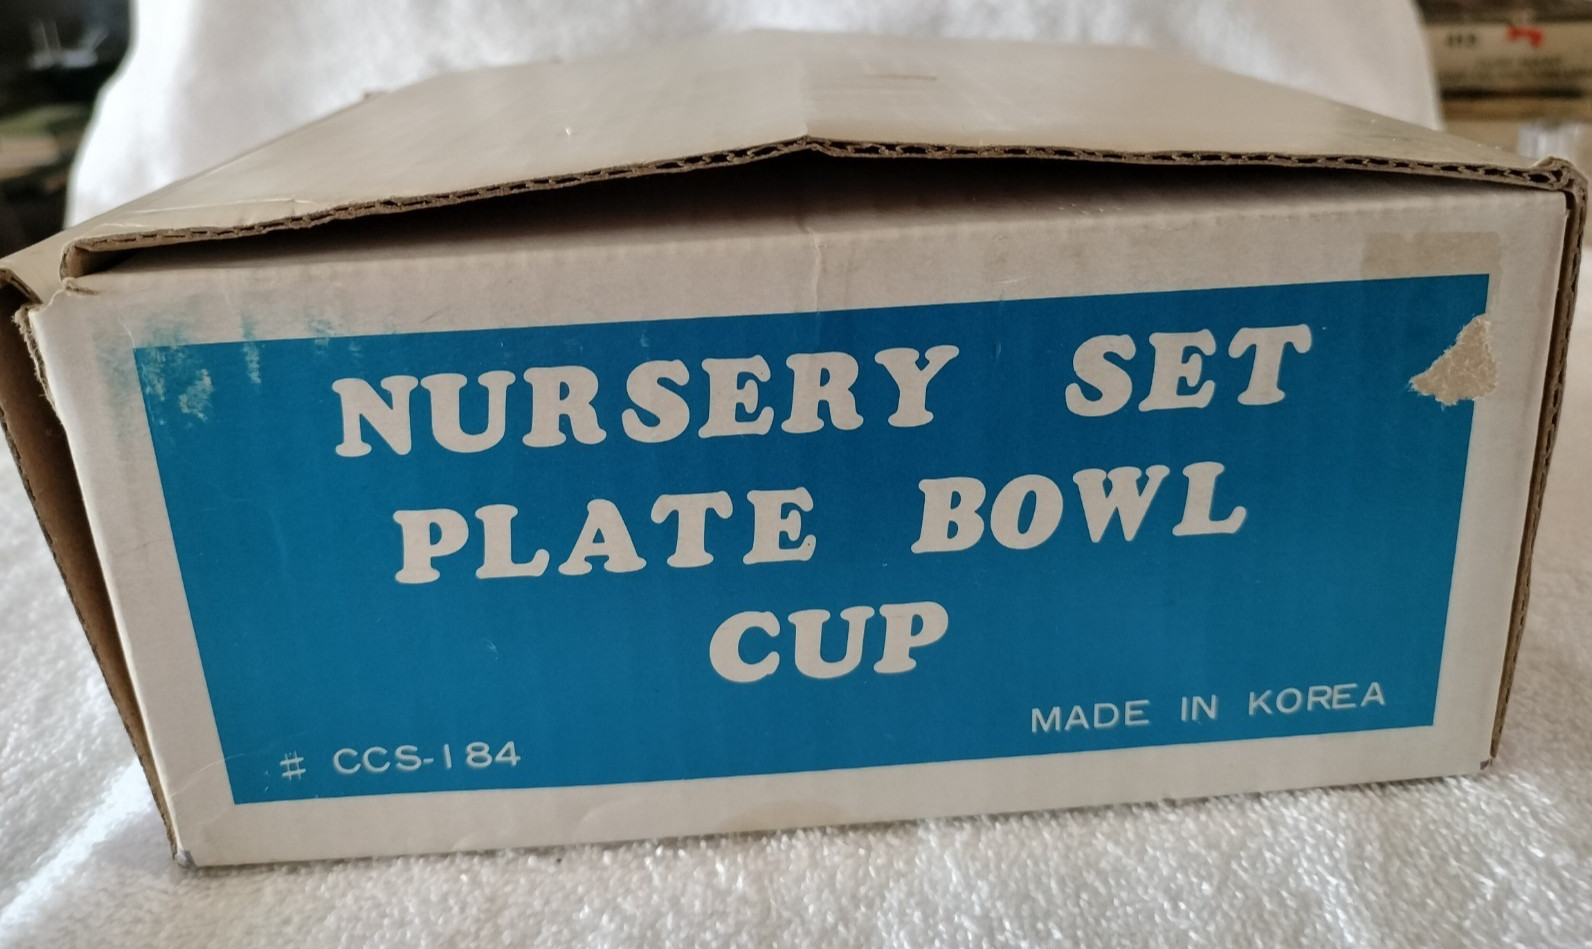 NURSERY SET
PLATE BOWL
CUP
MADE IN KOREA
# CCS-184